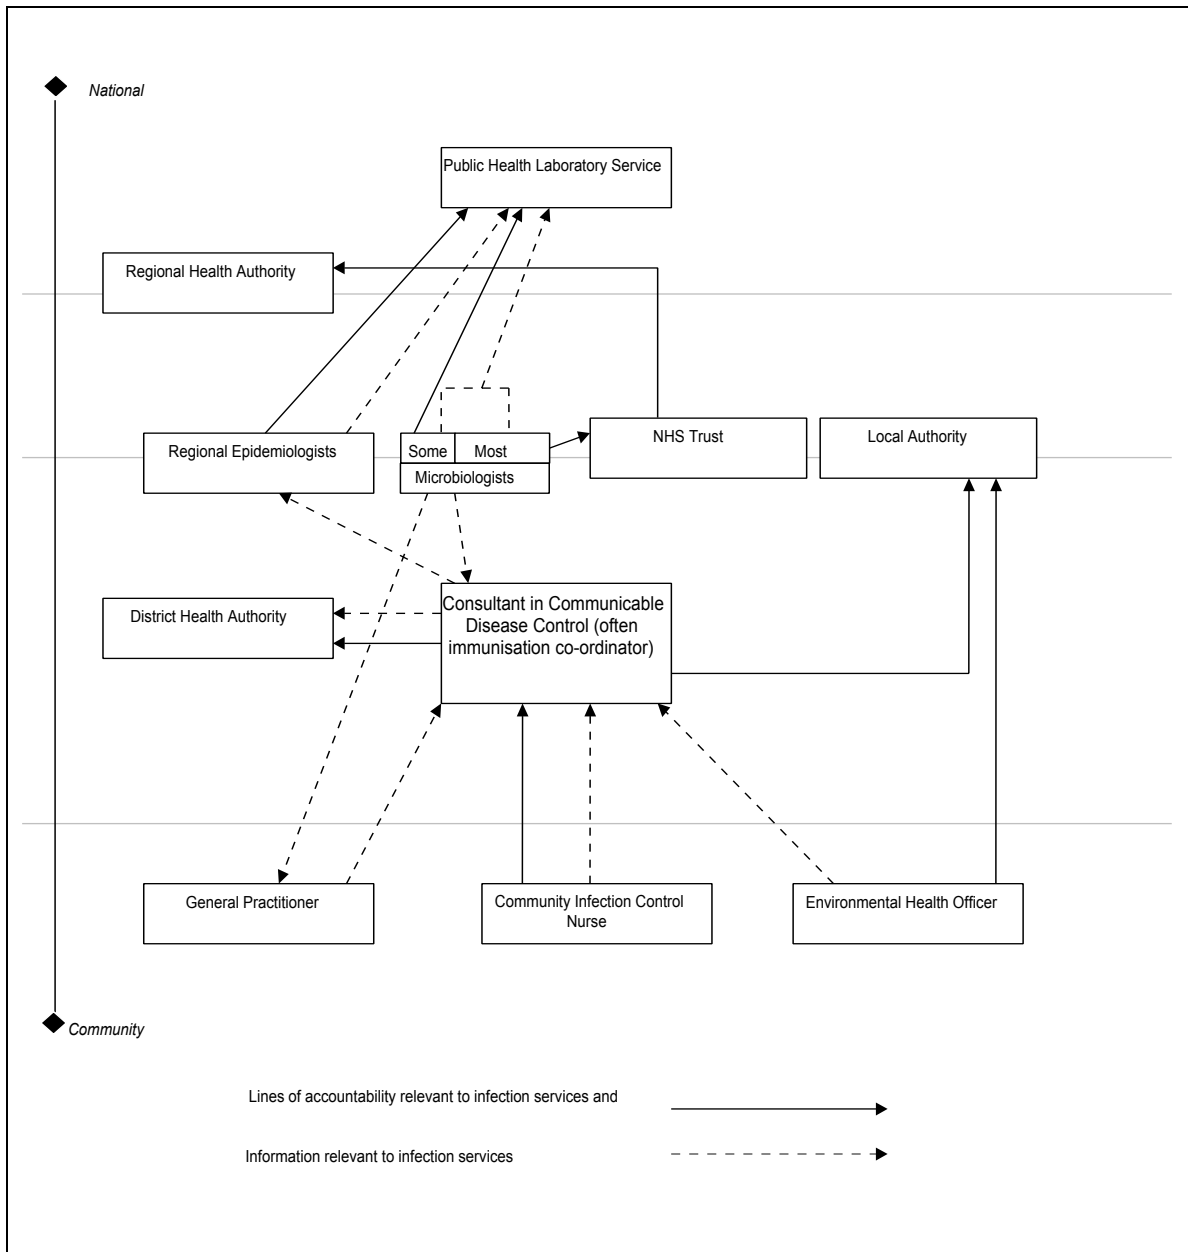 National
Public Health Laboratory Service
Regional Health Authority
Regional Epidemiologists
Some
Most
Microbiologists
NHS Trust
Local Authority
District Health Authority
Consultant in Communicable
Disease Control (often
immunisation co-ordinator)
General Practitioner
Community Infection Control
Nurse
Environmental Health Officer
Community
Lines of accountability relevant to infection services and
Information relevant to infection services